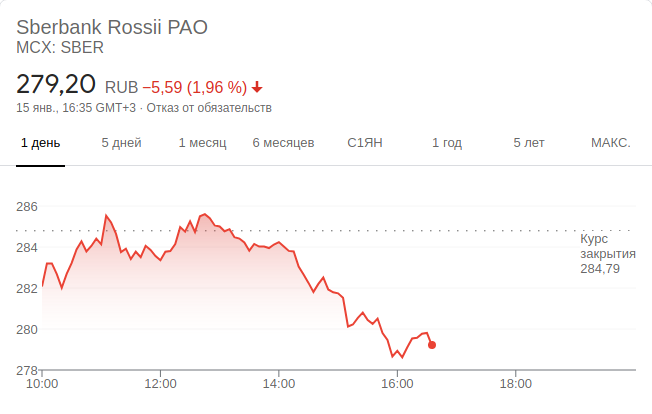 Sberbank Rossii PAO
MCX: SBER
279,20 RUB −5,59 (1,96 %)
15 янв., 16:35 GMT+3 · Отказ от обязательств
1 день 5 дней 1 месяц 6 месяцев С1ЯН 1 год 5 лет МАКС.
286
284
282
280
278
Курс
закрытия
284,79
10:00 12:00 14:00 16:00 18:00